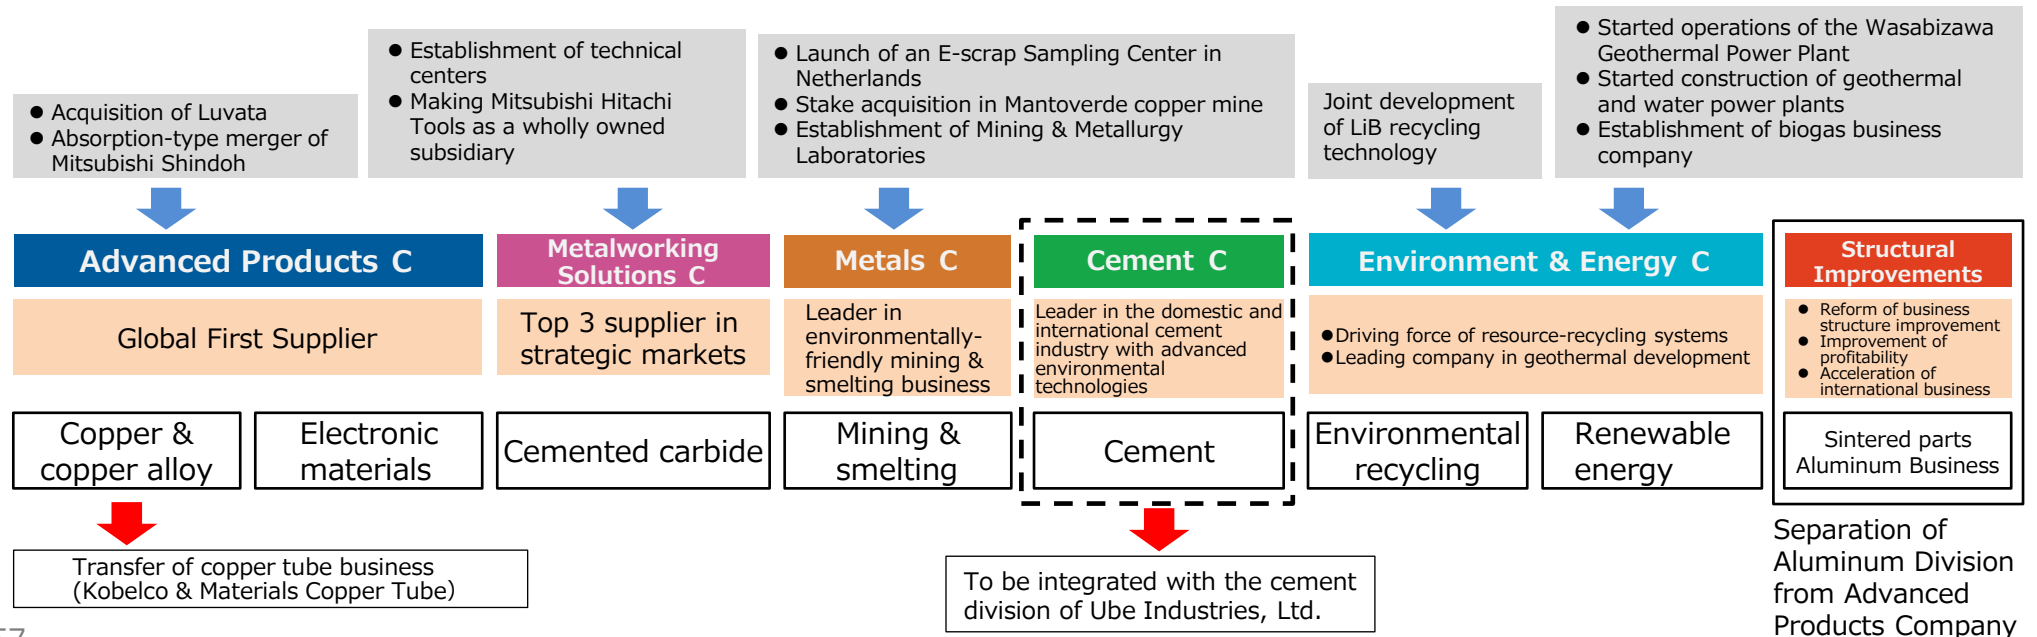 ● Acquisition of Luvata
● Absorption-type merger of
Mitsubishi Shindoh
● Establishment of technical
centers
● Making Mitsubishi Hitachi
Tools as a wholly owned
subsidiary
● Launch of an E-scrap Sampling Center in
Netherlands
● Stake acquisition in Mantoverde copper mine
● Establishment of Mining & Metallurgy
Laboratories
Joint development
of LiB recycling
technology
● Started operations of the Wasabizawa
Geothermal Power Plant
● Started construction of geothermal
and water power plants
● Establishment of biogas business
company
Advanced Products C
Metalworking
Solutions C
Metals C
Cement C
Environment & Energy C
Structural
Improvements
Global First Supplier
Top 3 supplier in
strategic markets
Leader in
environmentally-
friendly mining &
smelting business
Leader in the domestic and
international cement
industry with advanced
environmental
technologies
●Driving force of resource-recycling systems
●Leading company in geothermal development
● Reform of business
structure improvement
● Improvement of
profitability
● Acceleration of
international business
Copper &
copper alloy
Electronic
materials
Cemented carbide
Mining &
smelting
Cement
Environmental
recycling
Renewable
energy
Sintered parts
Aluminum Business
Transfer of copper tube business
(Kobelco & Materials Copper Tube)
To be integrated with the cement
division of Ube Industries, Ltd.
Separation of
Aluminum Division
from Advanced
Products Company